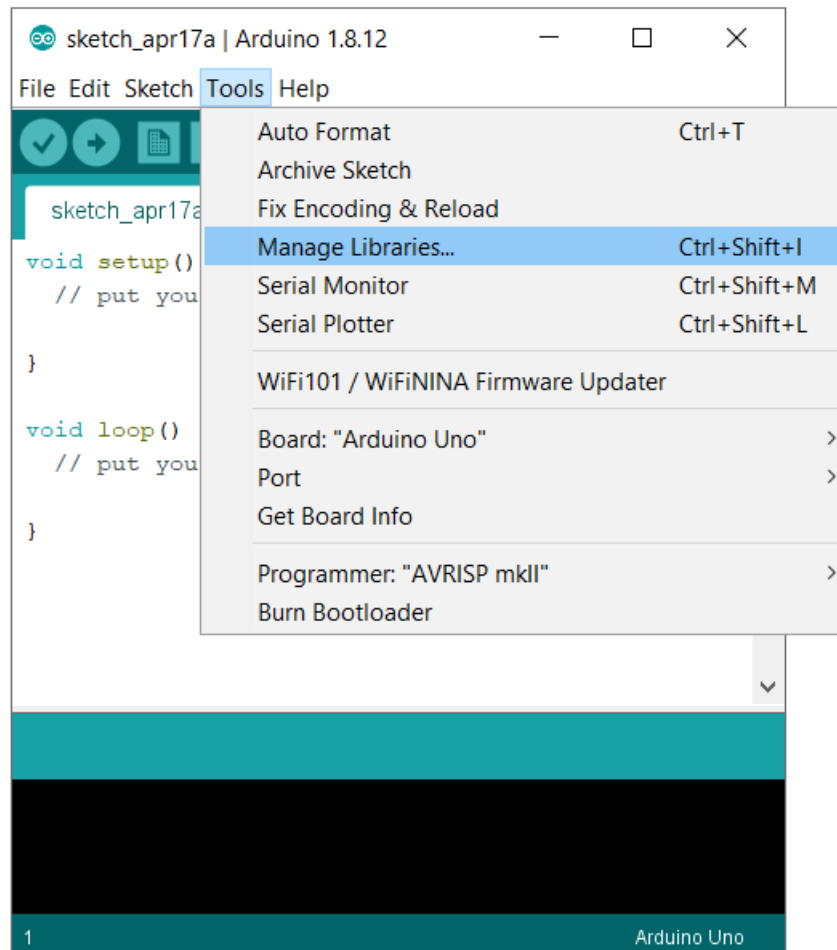 sketch_apr17a | Arduino 1.8.12
File Edit Sketch Tools Help
Auto Format Ctrl+T
Archive Sketch
Fix Encoding & Reload
Manage Libraries... Ctrl+Shift+I
Serial Monitor Ctrl+Shift+M
Serial Plotter Ctrl+Shift+L
WiFi101 / WiFiNINA Firmware Updater
Board: "Arduino Uno"
Port
Get Board Info
Programmer: "AVRISP mkII"
Burn Bootloader
sketch_apr17a
void setup()
// put you
}
void loop()
// put you
}
1 Arduino Uno